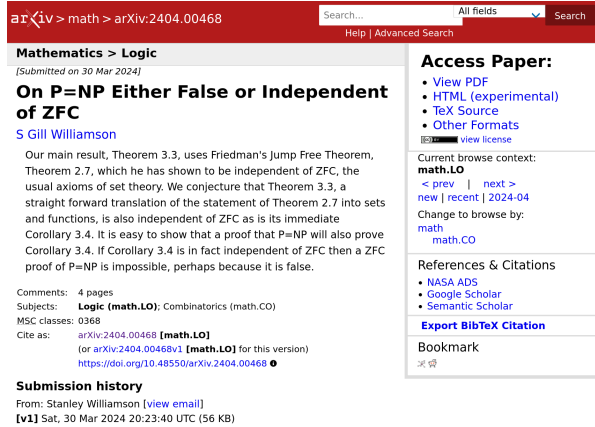 arXiv > math > arXiv:2404.00468
Search...
All fields
Search
Help | Advanced Search
Mathematics > Logic
[Submitted on 30 Mar 2024]
On P=NP Either False or Independent
of ZFC
S Gill Williamson
Our main result, Theorem 3.3, uses Friedman's Jump Free Theorem,
Theorem 2.7, which he has shown to be independent of ZFC, the
usual axioms of set theory. We conjecture that Theorem 3.3, a
straight forward translation of the statement of Theorem 2.7 into sets
and functions, is also independent of ZFC as is its immediate
Corollary 3.4. It is easy to show that a proof that P=NP will also prove
Corollary 3.4. If Corollary 3.4 is in fact independent of ZFC then a ZFC
proof of P=NP is impossible, perhaps because it is false.
Comments: 4 pages
Subjects: Logic (math.LO); Combinatorics (math.CO)
MSC classes: 0368
Cite as: arXiv:2404.00468 [math.LO]
(or arXiv:2404.00468v1 [math.LO] for this version)
https://doi.org/10.48550/arXiv.2404.00468
Submission history
From: Stanley Williamson [view email]
[v1] Sat, 30 Mar 2024 20:23:40 UTC (56 KB)
Access Paper:
View PDF
HTML (experimental)
TeX Source
Other Formats
view license
Current browse context:
math.LO
< prev | next >
new | recent | 2024-04
Change to browse by:
math
math.CO
References & Citations
NASA ADS
Google Scholar
Semantic Scholar
Export BibTeX Citation
Bookmark